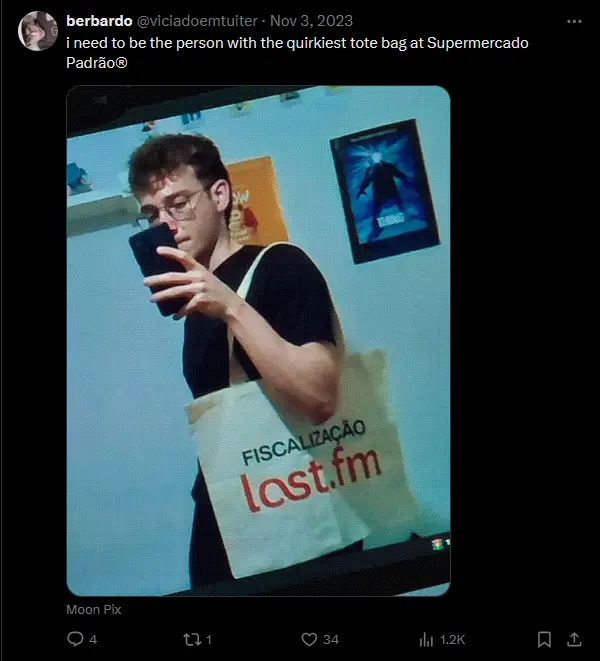 berbardo @viciadoemtuiter · Nov 3, 2023
i need to be the person with the quirkiest tote bag at Supermercado
Padrão®
THING
FISCALIZAÇÃO
last.fm
Moon Pix
4 1 34 1.2K